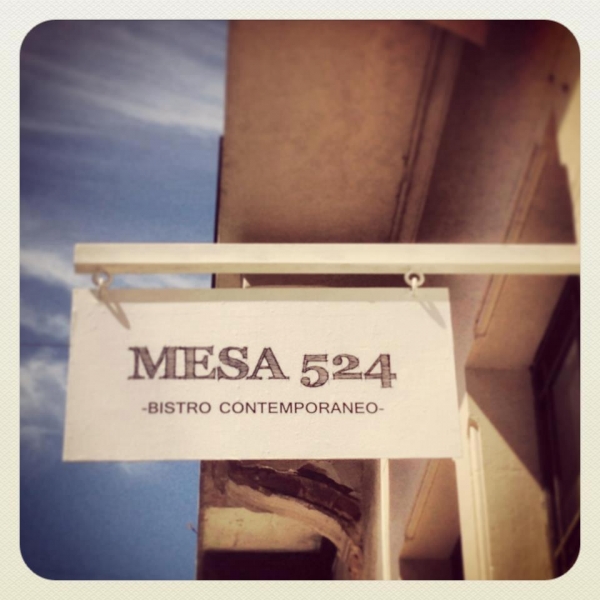 MESA 524
-BISTRO CONTEMPORANEO-